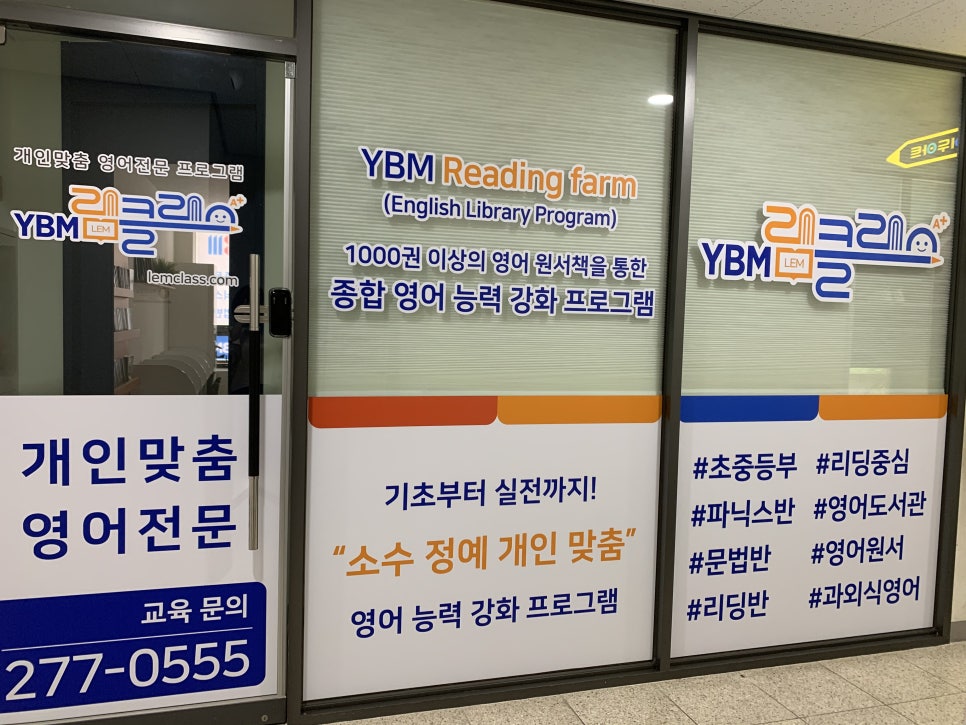 개인맞춤 영어전문 프로그램
YBM 램클래스 A+
LEM
lemclass.com
개인맞춤
영어전문
교육 문의
277-0555
YBM Reading farm
(English Library Program)
1000권 이상의 영어 원서책을 통한
종합 영어 능력 강화 프로그램
기초부터 실전까지!
“소수 정예 개인 맞춤”
영어 능력 강화 프로그램
YBM 램클래스 A+
LEM
#초중등부 #리딩중심
#파닉스반 #영어도서관
#문법반 #영어원서
#리딩반 #과외식영어